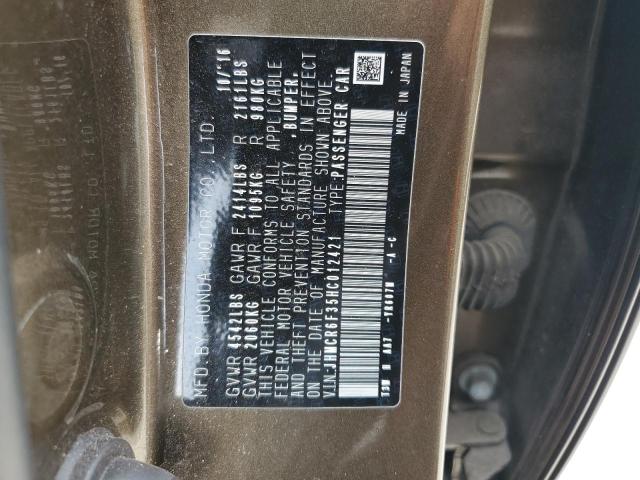 MFD. BY HONDA MOTOR CO., LTD. 10/'16
GVWR 4542LBS GAWR F 2414LBS R 2161LBS
GVWR 2060KG GAWR F 1095KG R 980KG
THIS VEHICLE CONFORMS TO ALL APPLICABLE
FEDERAL MOTOR VEHICLE SAFETY BUMPER,
AND THEFT PREVENTION STANDARDS IN EFFECT
ON THE DATE OF MANUFACTURE SHOWN ABOVE.
V.I.N.: JHMCR6F35HC012421 TYPE: PASSENGER CAR
-A -C
MADE IN JAPAN